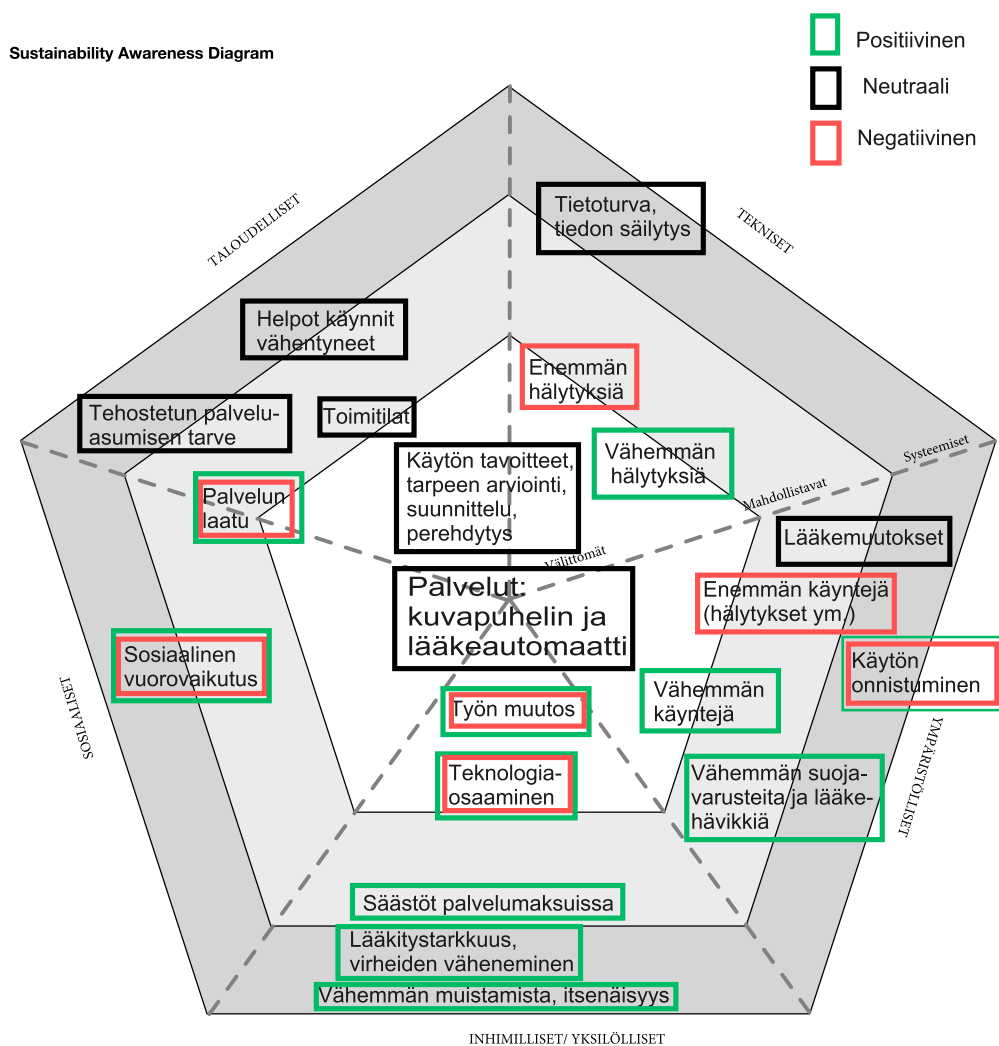 Sustainability Awareness Diagram
Positiivinen
Neutraali
Negatiivinen
TALOUDELLISET
TEKNISET
Tietoturva,
tiedon säilytys
Helpot käynnit
vähentyneet
Enemmän
hälytyksiä
Tehostetun palvelu-
asumisen tarve
Toimitilat
Vähemmän
hälytyksiä
Systeemiset
Mahdollistavat
Välittömät
Käytön tavoitteet,
tarpeen arviointi,
suunnittelu,
perehdytys
Palvelun
laatu
Lääkemuutokset
Palvelut:
kuvapuhelin ja
lääkeautomaatti
Enemmän käyntejä
(hälytykset ym.)
Sosiaalinen
vuorovaikutus
Käytön
onnistuminen
SOSIAALISET
Työn muutos
Vähemmän
käyntejä
YMPÄRISTÖLLISET
Teknologia-
osaaminen
Vähemmän suoja-
varusteita ja lääke-
hävikkiä
Säästöt palvelumaksuissa
Lääkitystarkkuus,
virheiden väheneminen
Vähemmän muistamista, itsenäisyys
INHIMILLISET/ YKSILÖLLISET